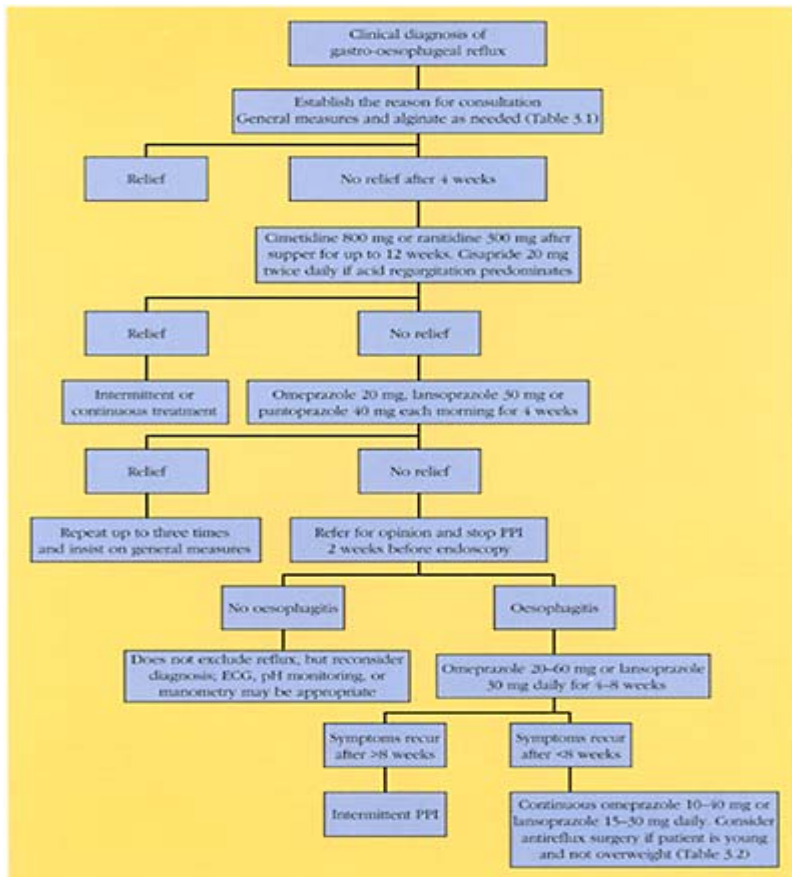 Clinical diagnosis of
gastro-oesophageal reflux
Establish the reason for consultation
General measures and alginate as needed (Table 3.1)
Relief
No relief after 4 weeks
Cimetidine 800 mg or ranitidine 300 mg after
supper for up to 12 weeks. Cisapride 20 mg
twice daily if acid regurgitation predominates
Relief
No relief
Intermittent or
continuous treatment
Omeprazole 20 mg, lansoprazole 30 mg or
pantoprazole 40 mg each morning for 4 weeks
Relief
No relief
Repeat up to three times
and insist on general measures
Refer for opinion and stop PPI
2 weeks before endoscopy
No oesophagitis
Oesophagitis
Does not exclude reflux, but reconsider
diagnosis; ECG, pH monitoring, or
manometry may be appropriate
Omeprazole 20–60 mg or lansoprazole
30 mg daily for 4–8 weeks
Symptoms recur
after >8 weeks
Symptoms recur
after <8 weeks
Intermittent PPI
Continuous omeprazole 10–40 mg or
lansoprazole 15–30 mg daily. Consider
antireflux surgery if patient is young
and not overweight (Table 3.2)